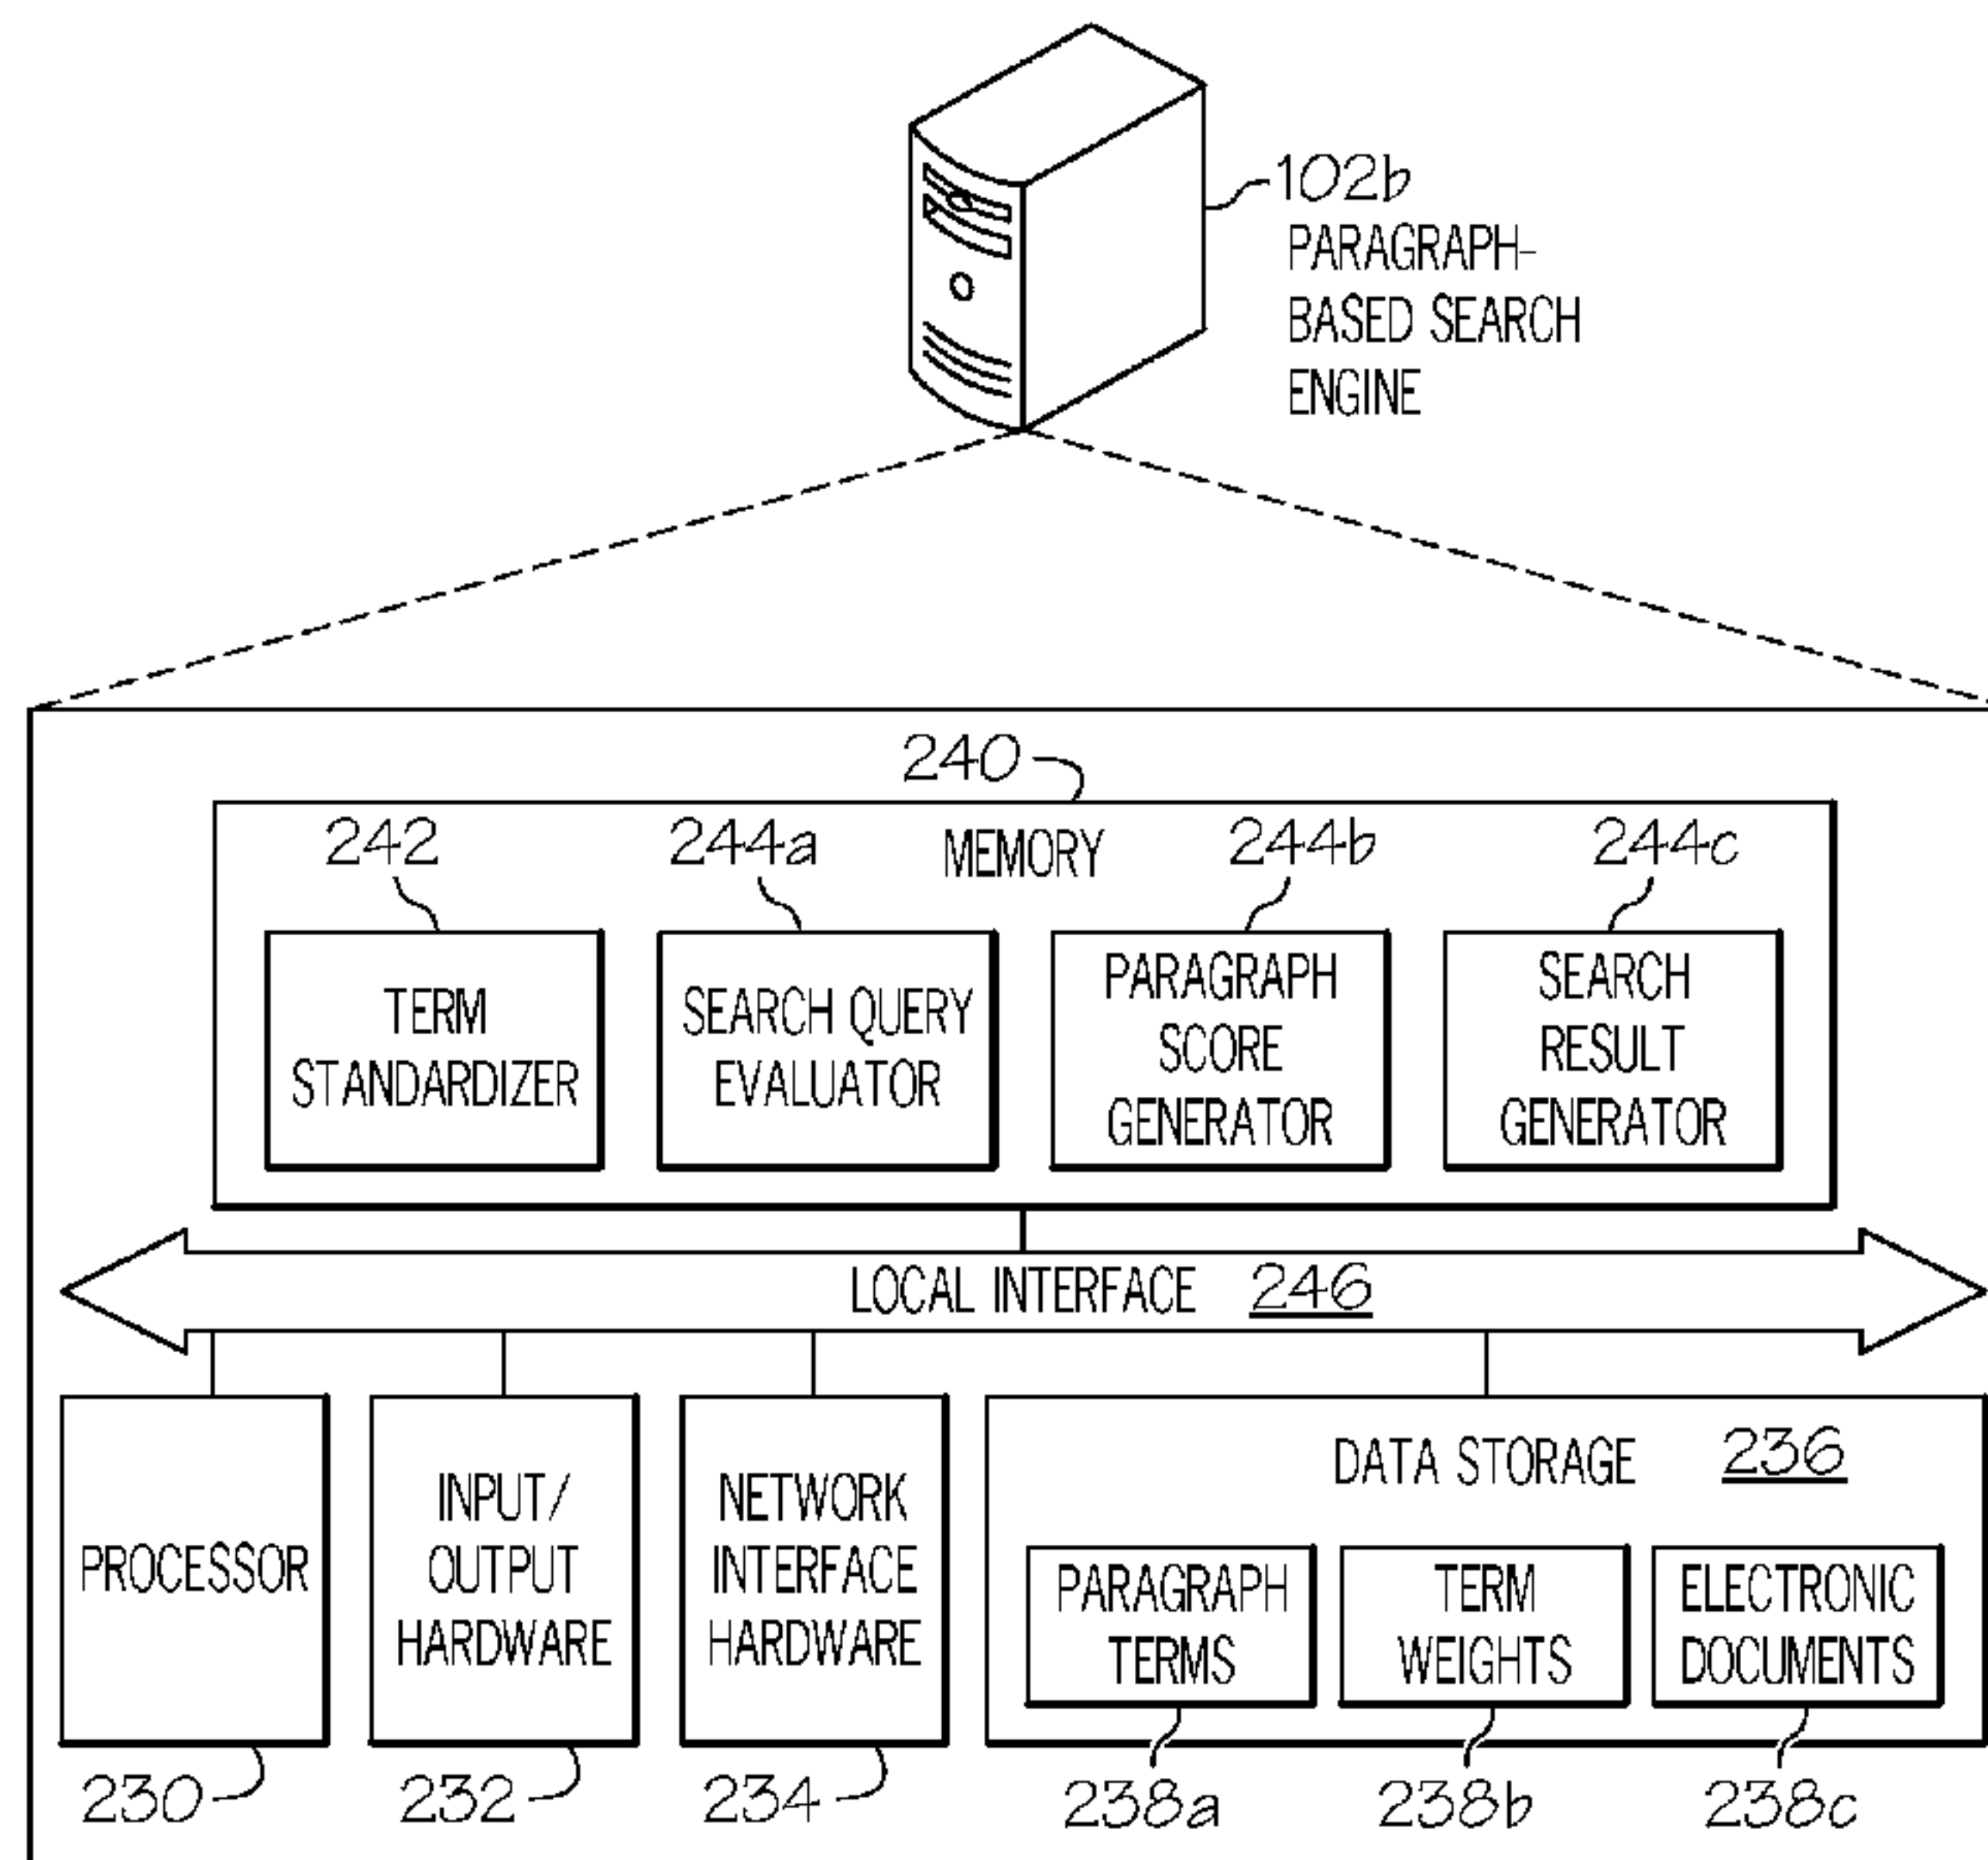 102b
PARAGRAPH-
BASED SEARCH
ENGINE
240
MEMORY
242
244a
244b
244c
TERM
STANDARDIZER
SEARCH QUERY
EVALUATOR
PARAGRAPH
SCORE
GENERATOR
SEARCH
RESULT
GENERATOR
LOCAL INTERFACE 246
PROCESSOR
INPUT/
OUTPUT
HARDWARE
NETWORK
INTERFACE
HARDWARE
DATA STORAGE 236
PARAGRAPH
TERMS
TERM
WEIGHTS
ELECTRONIC
DOCUMENTS
230
232
234
238a
238b
238c